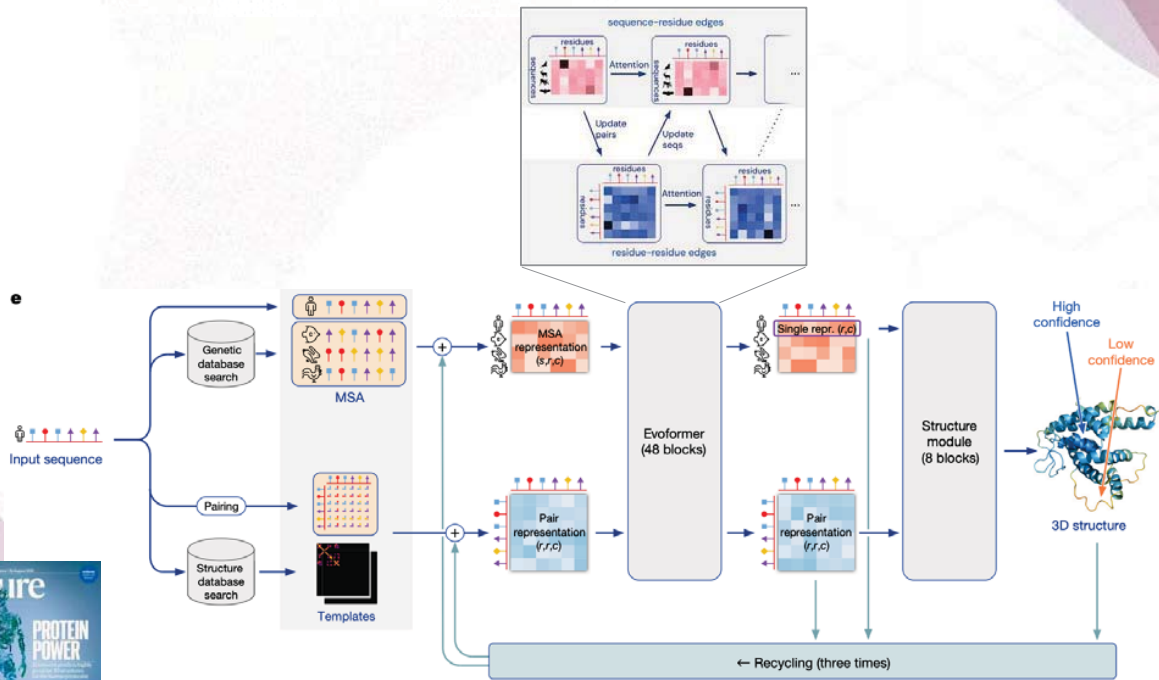 sequence-residue edges
residues
residues
sequences
Attention
sequences
...
Update
pairs
Update
seqs
residues
residues
residues
Attention
residues
...
residue-residue edges
e
High
confidence
Low
confidence
Genetic
database
search
MSA
MSA
representation
(s,r,c)
Single repr. (r,c)
Input sequence
Evoformer
(48 blocks)
Structure
module
(8 blocks)
Pairing
Pair
representation
(r,r,c)
Pair
representation
(r,r,c)
3D structure
Structure
database
search
Templates
ure
PROTEIN
POWER
← Recycling (three times)